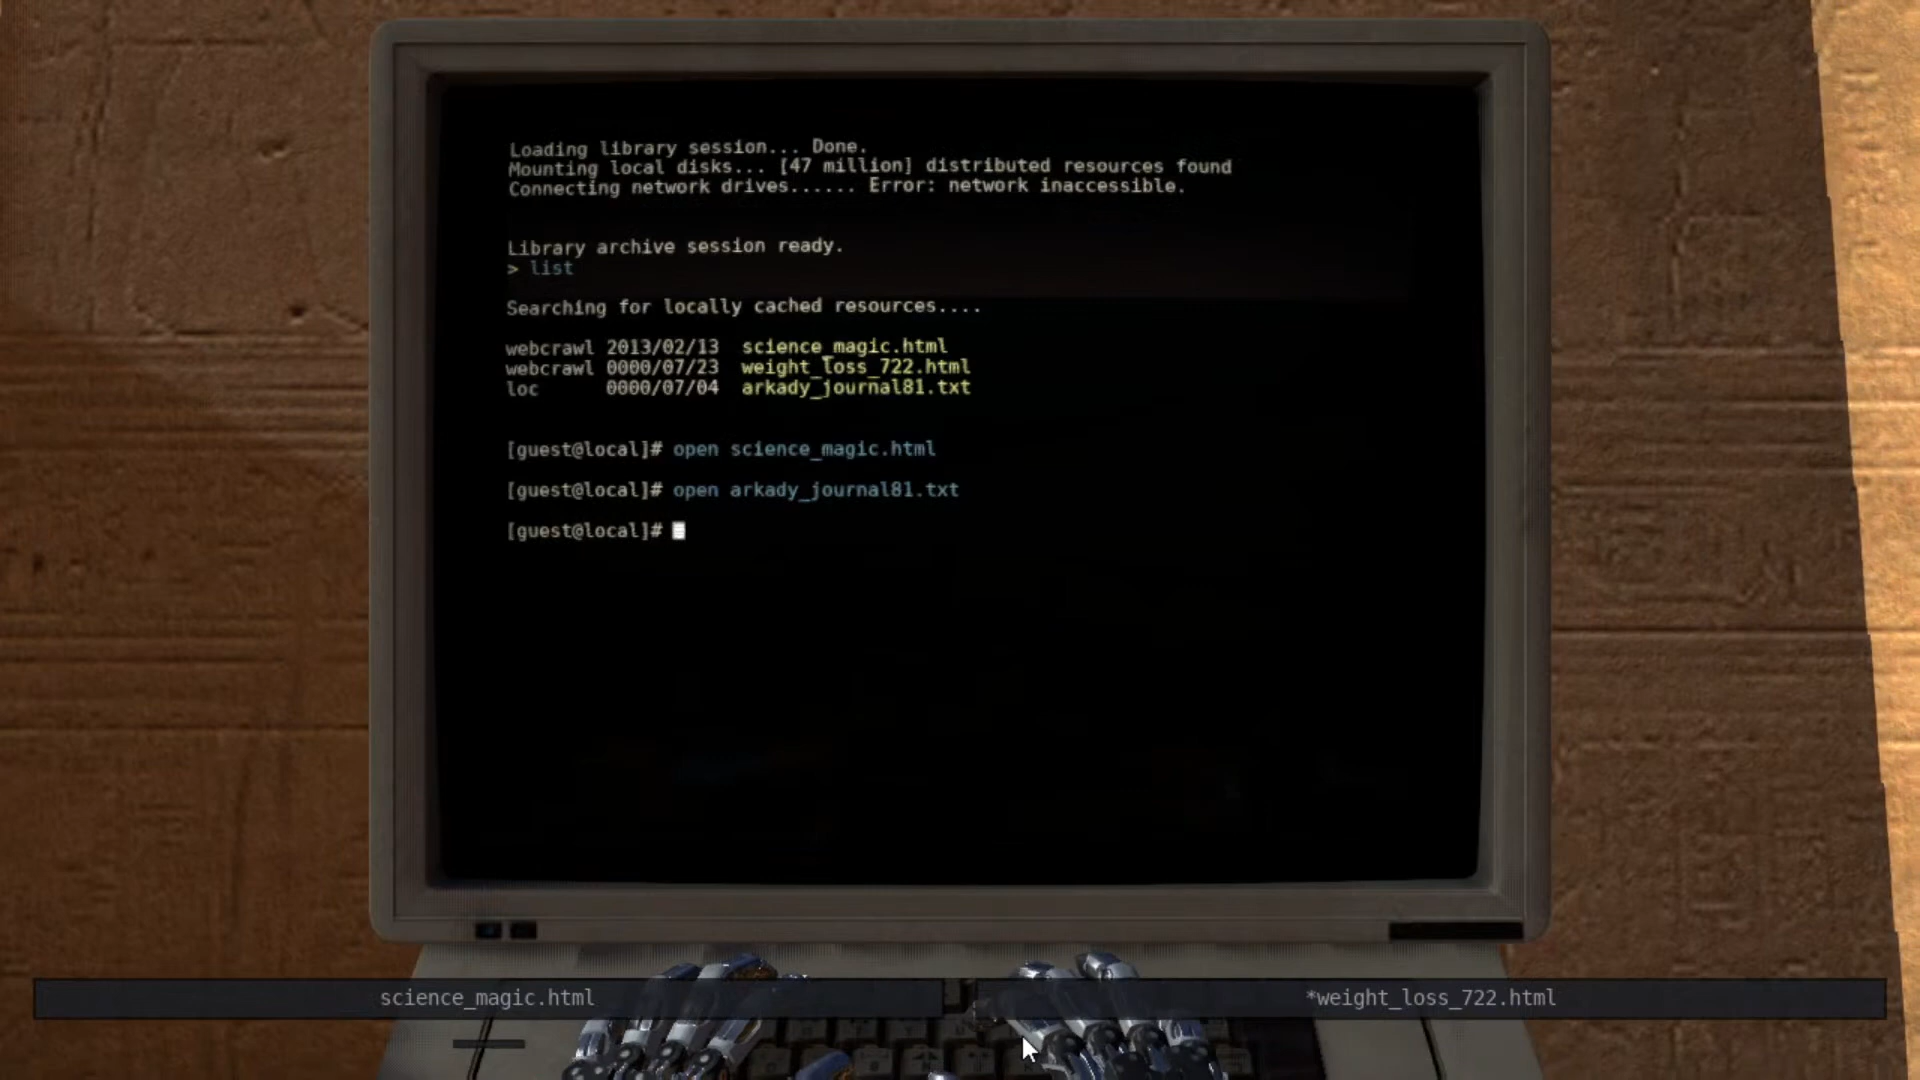 Loading library session... Done.
Mounting local disks... [47 million] distributed resources found
Connecting network drives...... Error: network inaccessible.
Library archive session ready.
> list
Searching for locally cached resources....
webcrawl 2013/02/13 science_magic.html
webcrawl 0000/07/23 weight_loss_722.html
loc 0000/07/04 arkady_journal81.txt
[guest@local]# open science_magic.html
[guest@local]# open arkady_journal81.txt
[guest@local]#
science_magic.html
*weight_loss_722.html